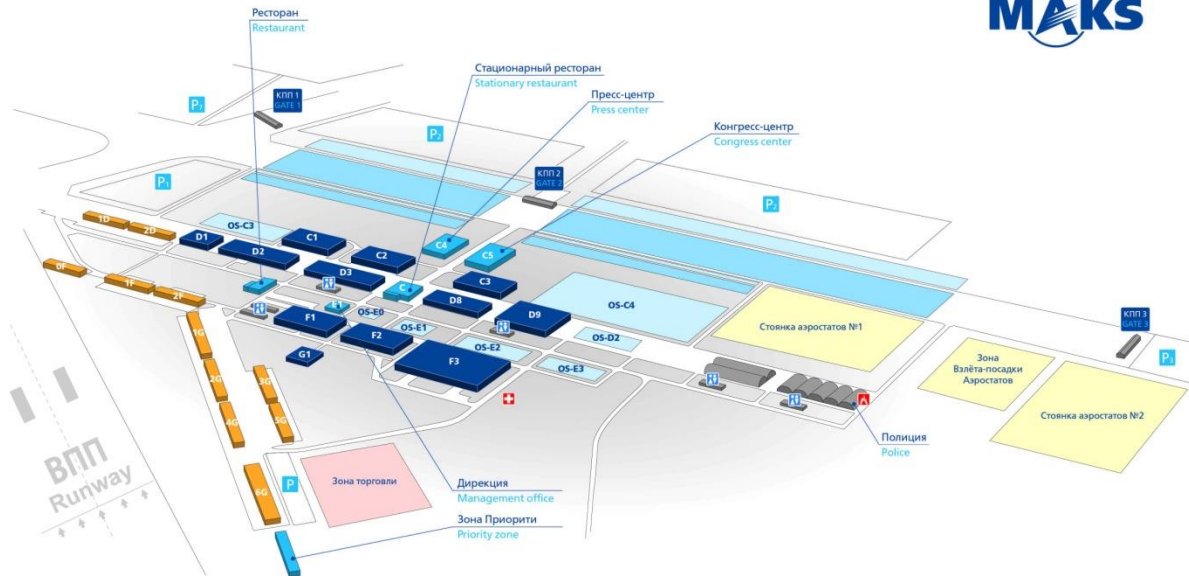 MAKS
Ресторан
Restaurant
Стационарный ресторан
Stationary restaurant
Пресс-центр
Press center
Конгресс-центр
Congress center
КПП 1
GATE 1
P3
P2
P1
КПП 2
GATE 2
P2
КПП 3
GATE 3
P3
1D
2D
D1
OS-C3
C1
D2
C2
C4
C5
D3
C3
0F
1F
2F
E1
C
OS-E0
D8
D9
OS-C4
Стоянка аэростатов №1
F1
F2
OS-E1
OS-E2
OS-D2
OS-E3
G1
F3
Зона
Взлёта-посадки
Аэростатов
Стоянка аэростатов №2
1G
2G
3G
4G
5G
6G
P
Зона торговли
ВПП
Runway
Полиция
Police
Дирекция
Management office
Зона Приорити
Priority zone